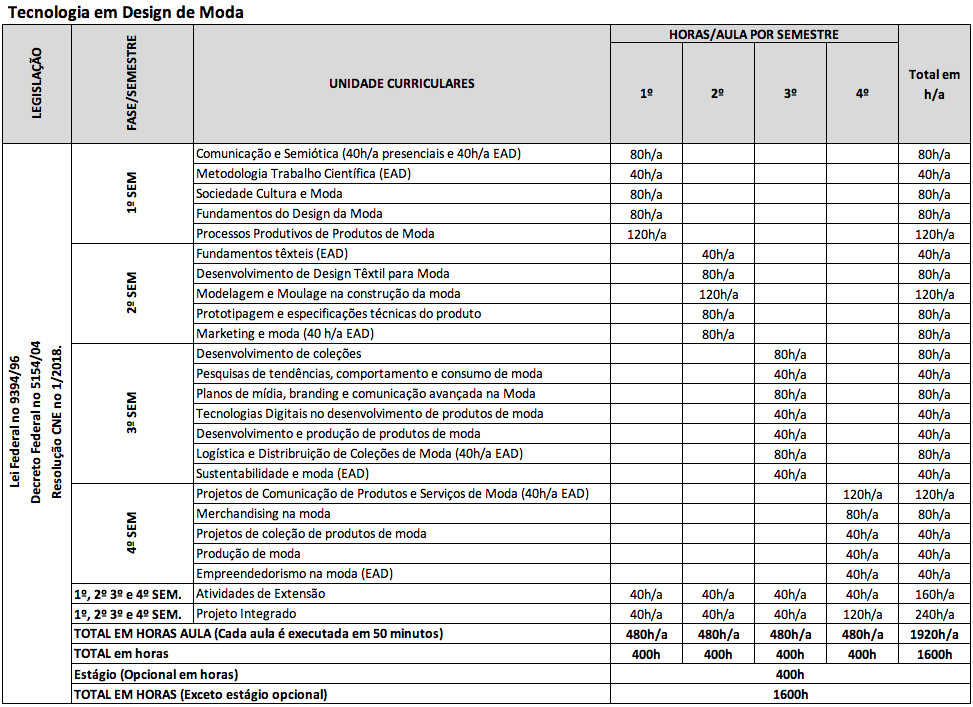 Tecnologia em Design de Moda
LEGISLAÇÃO
FASE/SEMESTRE
UNIDADE CURRICULARES
HORAS/AULA POR SEMESTRE
1º 2º 3º 4º
Total em
h/a
Lei Federal no 9394/96
Decreto Federal no 5154/04
Resolução CNE no 1/2018.
1º SEM
Comunicação e Semiótica (40h/a presenciais e 40h/a EAD) 80h/a 80h/a
Metodologia Trabalho Científica (EAD) 40h/a 40h/a
Sociedade Cultura e Moda 80h/a 80h/a
Fundamentos do Design da Moda 80h/a 80h/a
Processos Produtivos de Produtos de Moda 120h/a 120h/a
2º SEM
Fundamentos têxteis (EAD) 40h/a 40h/a
Desenvolvimento de Design Têxtil para Moda 80h/a 80h/a
Modelagem e Moulage na construção da moda 120h/a 120h/a
Prototipagem e especificações técnicas do produto 80h/a 80h/a
Marketing e moda (40 h/a EAD) 80h/a 80h/a
3º SEM
Desenvolvimento de coleções 80h/a 80h/a
Pesquisas de tendências, comportamento e consumo de moda 40h/a 40h/a
Planos de mídia, branding e comunicação avançada na Moda 80h/a 80h/a
Tecnologias Digitais no desenvolvimento de produtos de moda 40h/a 40h/a
Desenvolvimento e produção de produtos de moda 40h/a 40h/a
Logística e Distribruição de Coleções de Moda (40h/a EAD) 80h/a 80h/a
Sustentabilidade e moda (EAD) 40h/a 40h/a
4º SEM
Projetos de Comunicação de Produtos e Serviços de Moda (40h/a EAD) 120h/a 120h/a
Merchandising na moda 80h/a 80h/a
Projetos de coleção de produtos de moda 40h/a 40h/a
Produção de moda 40h/a 40h/a
Empreendedorismo na moda (EAD) 40h/a 40h/a
1º, 2º 3º e 4º SEM. Atividades de Extensão 40h/a 40h/a 40h/a 40h/a 160h/a
1º, 2º 3º e 4º SEM. Projeto Integrado 40h/a 40h/a 40h/a 120h/a 240h/a
TOTAL EM HORAS AULA (Cada aula é executada em 50 minutos) 480h/a 480h/a 480h/a 480h/a 1920h/a
TOTAL em horas 400h 400h 400h 400h 1600h
Estágio (Opcional em horas) 400h
TOTAL EM HORAS (Exceto estágio opcional) 1600h